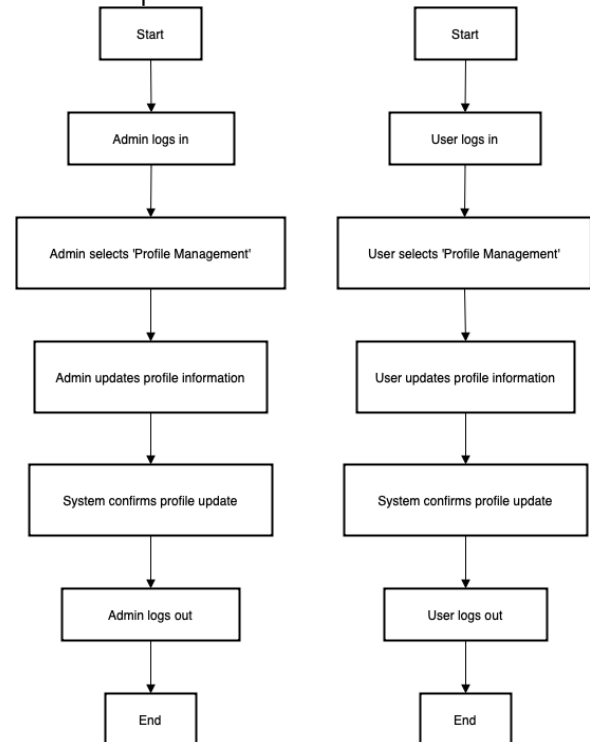 Start
Admin logs in
Admin selects 'Profile Management'
Admin updates profile information
System confirms profile update
Admin logs out
End
Start
User logs in
User selects 'Profile Management'
User updates profile information
System confirms profile update
User logs out
End